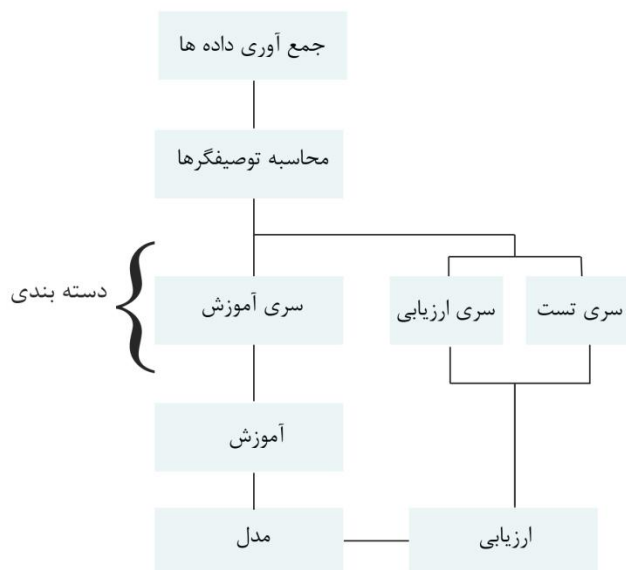 جمع آوری داده ها
محاسبه توصیفگرها
دسته بندی
سری آموزش
سری ارزیابی
سری تست
آموزش
مدل
ارزیابی